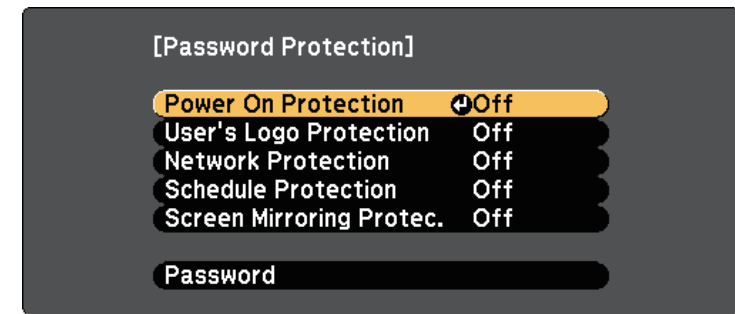 [Password Protection]
Power On Protection Off
User's Logo Protection Off
Network Protection Off
Schedule Protection Off
Screen Mirroring Protec. Off
Password